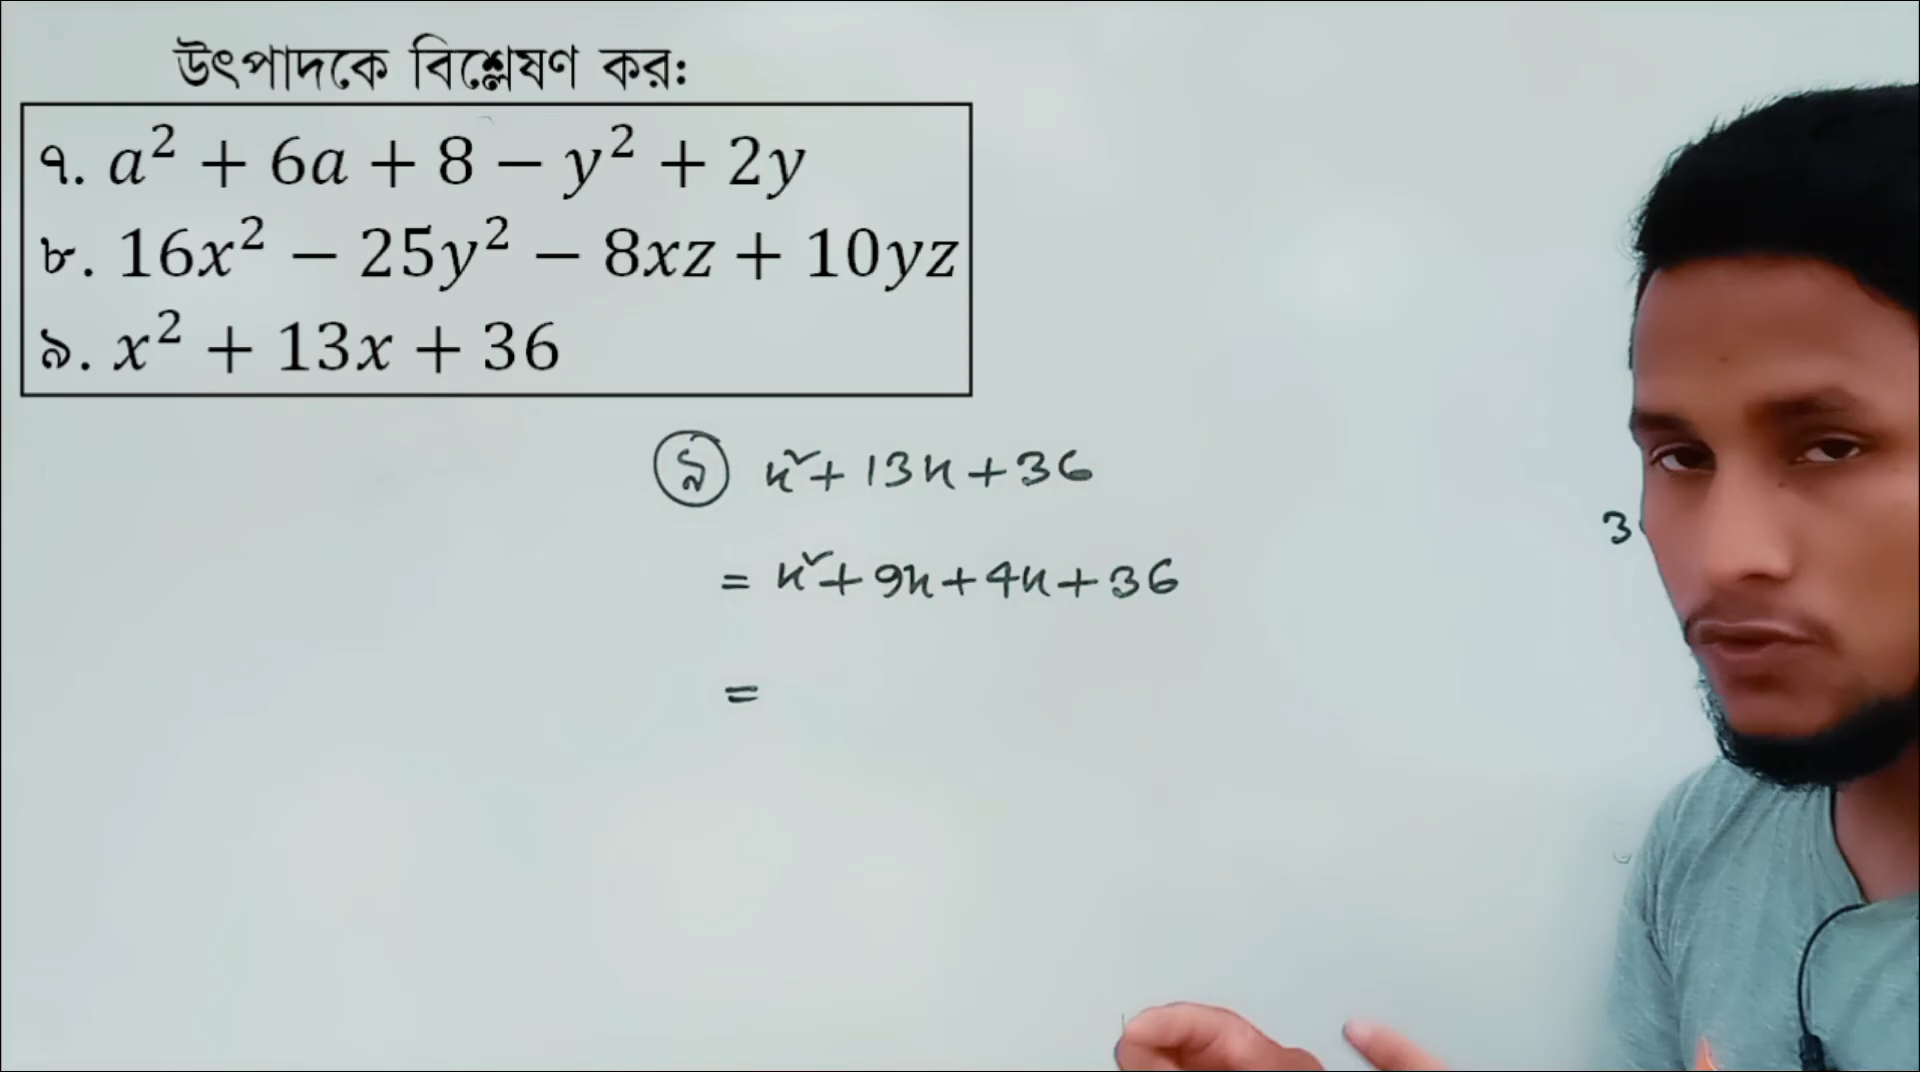 উৎপাদকে বিশ্লেষণ কর:
৭. a² + 6a + 8 − y² + 2y
৮. 16x² − 25y² − 8xz + 10yz
৯. x² + 13x + 36
৯ x² + 13x + 36
= x² + 9x + 4x + 36
=
3